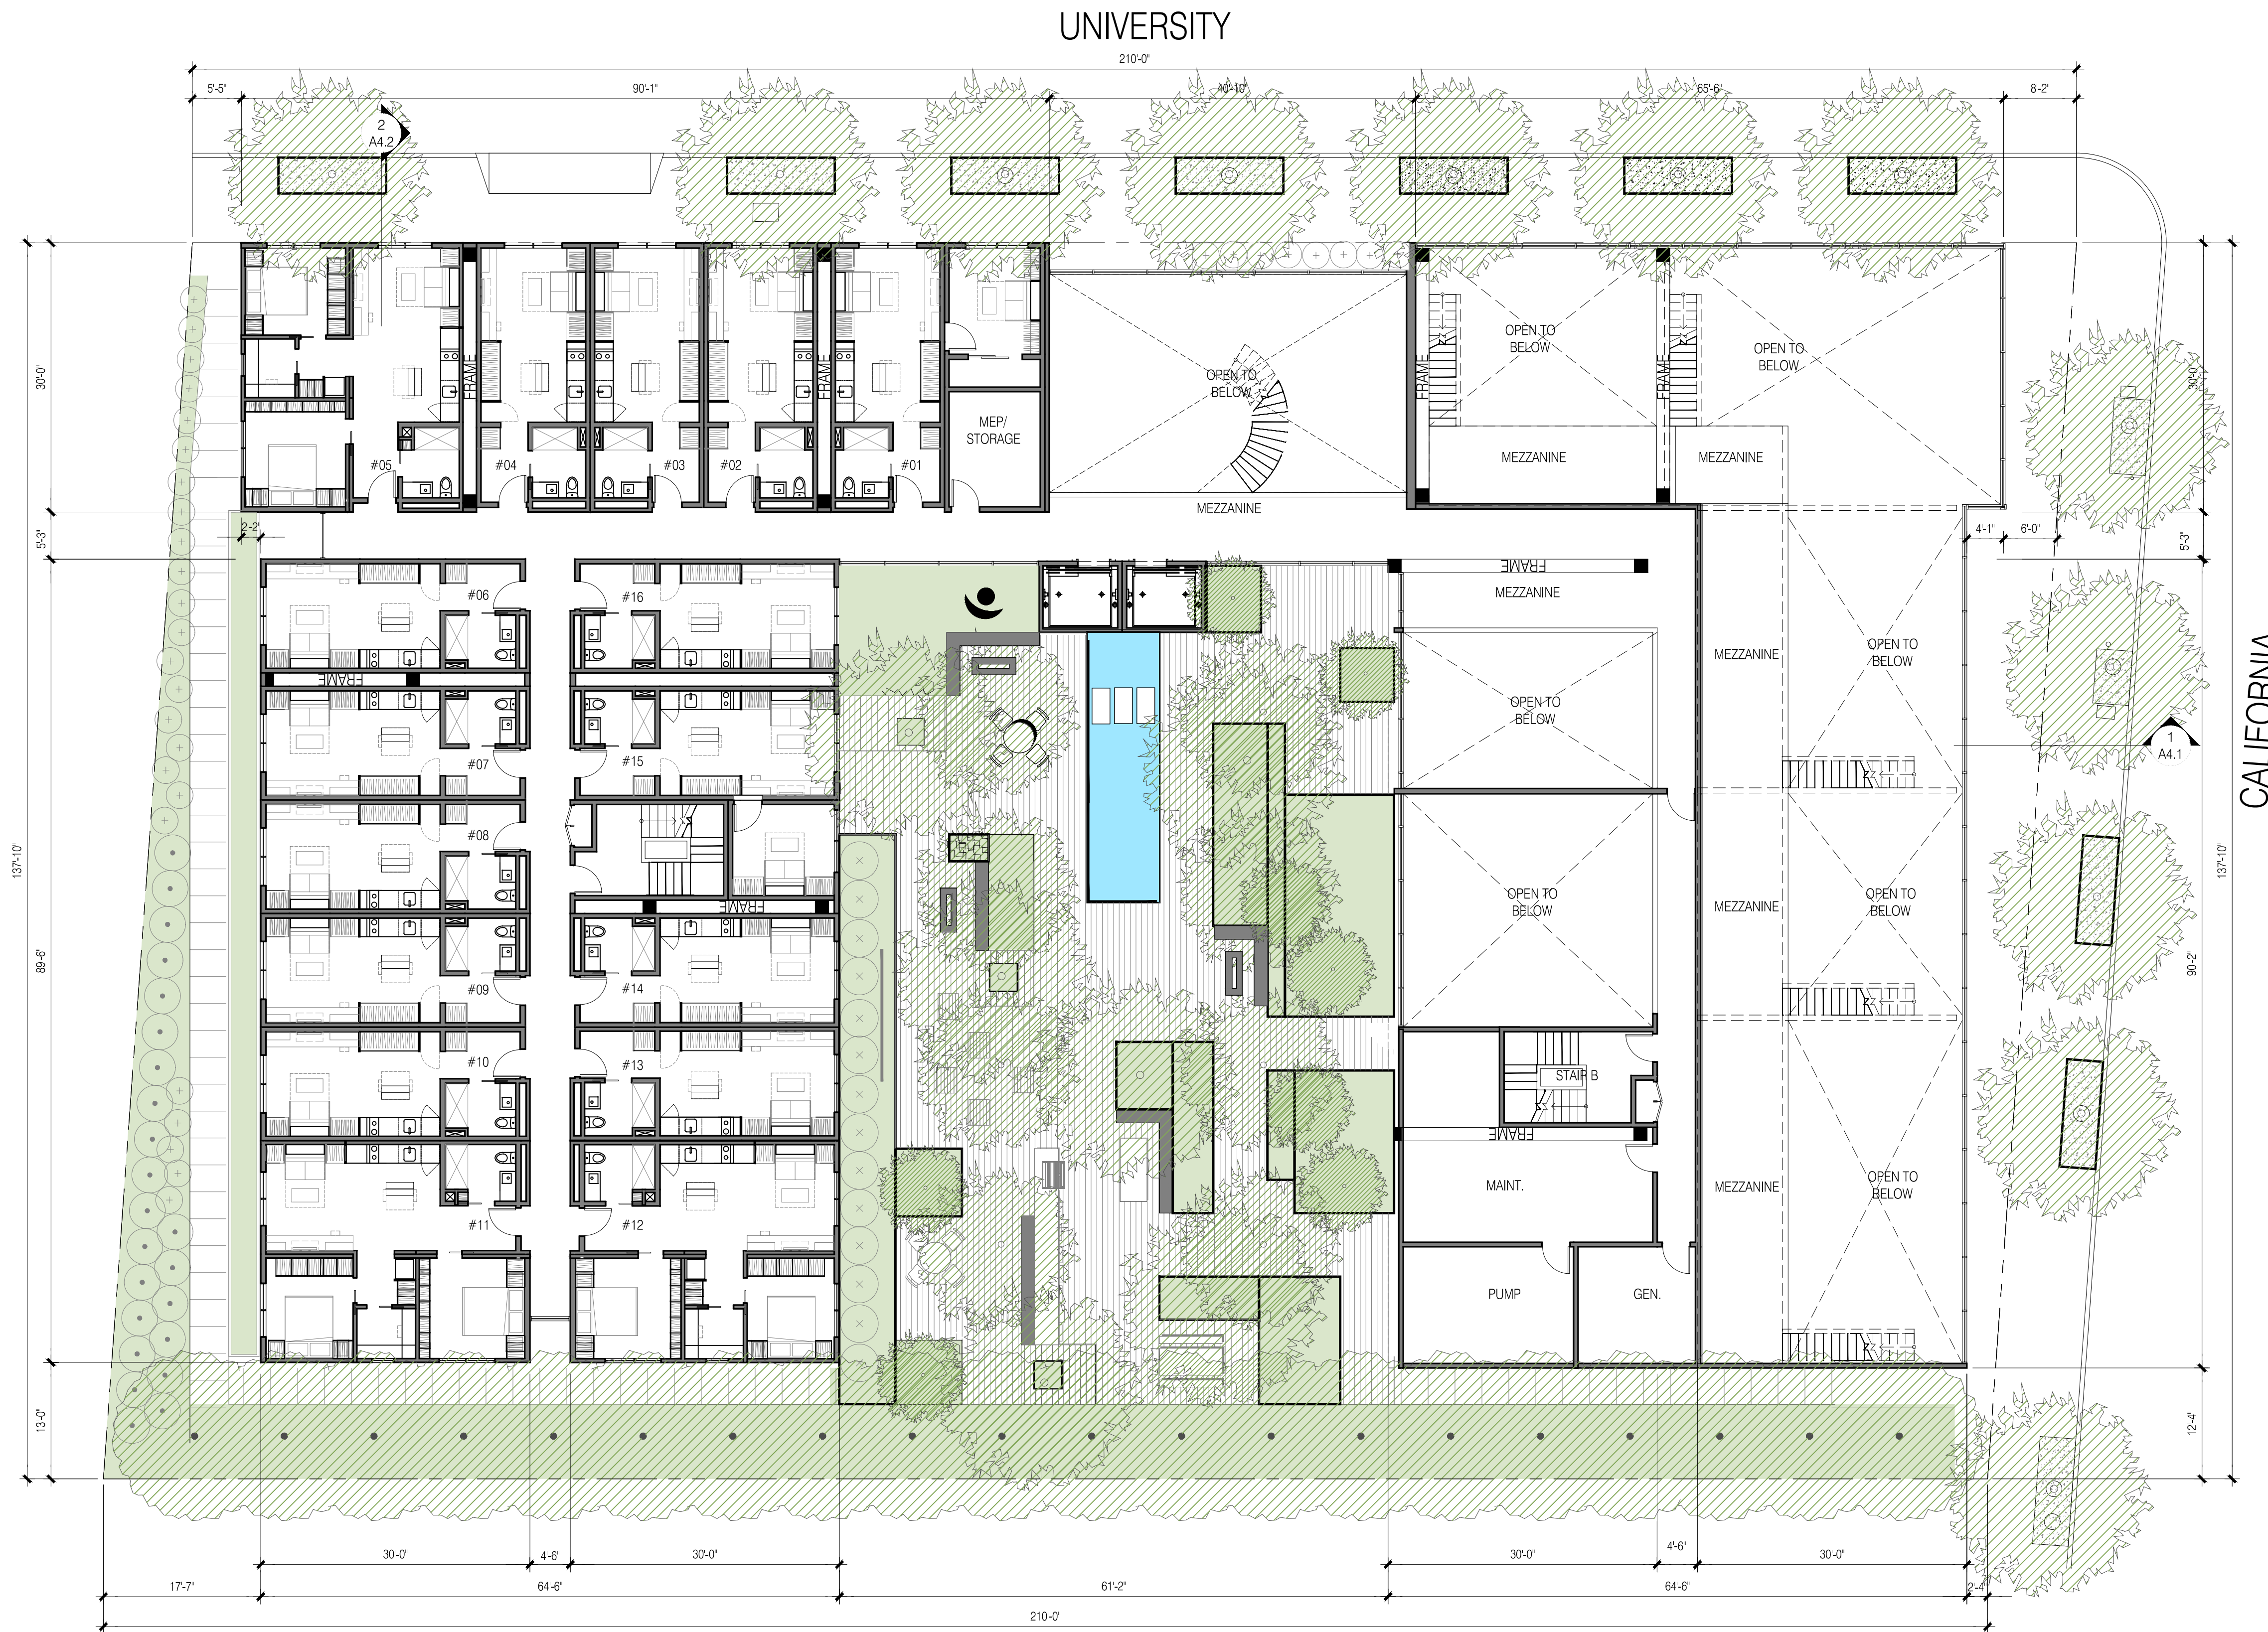 UNIVERSITY
210'-0"
5'-5"
90'-1"
40'-10"
65'-6"
8'-2"
2
A4.2
30'-0"
5'-3"
137'-10"
89'-6"
13'-0"
2'-2"
#05
#04
#03
#02
#01
FRAME
FRAME
MEP/
STORAGE
OPEN TO
BELOW
MEZZANINE
FRAME
OPEN TO
BELOW
MEZZANINE
FRAME
OPEN TO
BELOW
MEZZANINE
30'-0"
4'-1"
6'-0"
5'-3"
137'-10"
90'-2"
12'-4"
CALIFORNIA
1
A4.1
#06
#16
FRAME
#07
#15
#08
FRAME
#09
#14
#10
#13
#11
#12
FRAME
MEZZANINE
OPEN TO
BELOW
OPEN TO
BELOW
STAIR B
FRAME
MAINT.
PUMP
GEN.
MEZZANINE
OPEN TO
BELOW
MEZZANINE
OPEN TO
BELOW
MEZZANINE
OPEN TO
BELOW
30'-0"
4'-6"
30'-0"
30'-0"
4'-6"
30'-0"
17'-7"
64'-6"
61'-2"
64'-6"
2'-4"
210'-0"